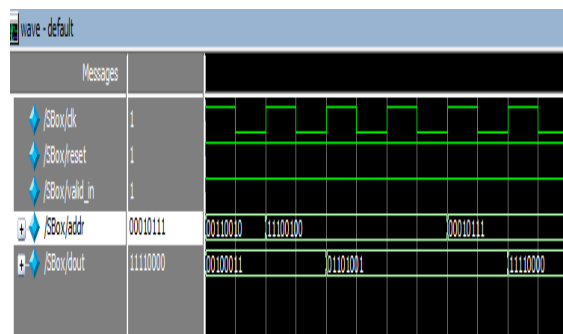 wave - default
Messages
/SBox/clk 1
/SBox/reset 1
/SBox/valid_in 1
/SBox/addr 00010111 00110010 11100100 00010111
/SBox/dout 11110000 00100011 01101001 11110000